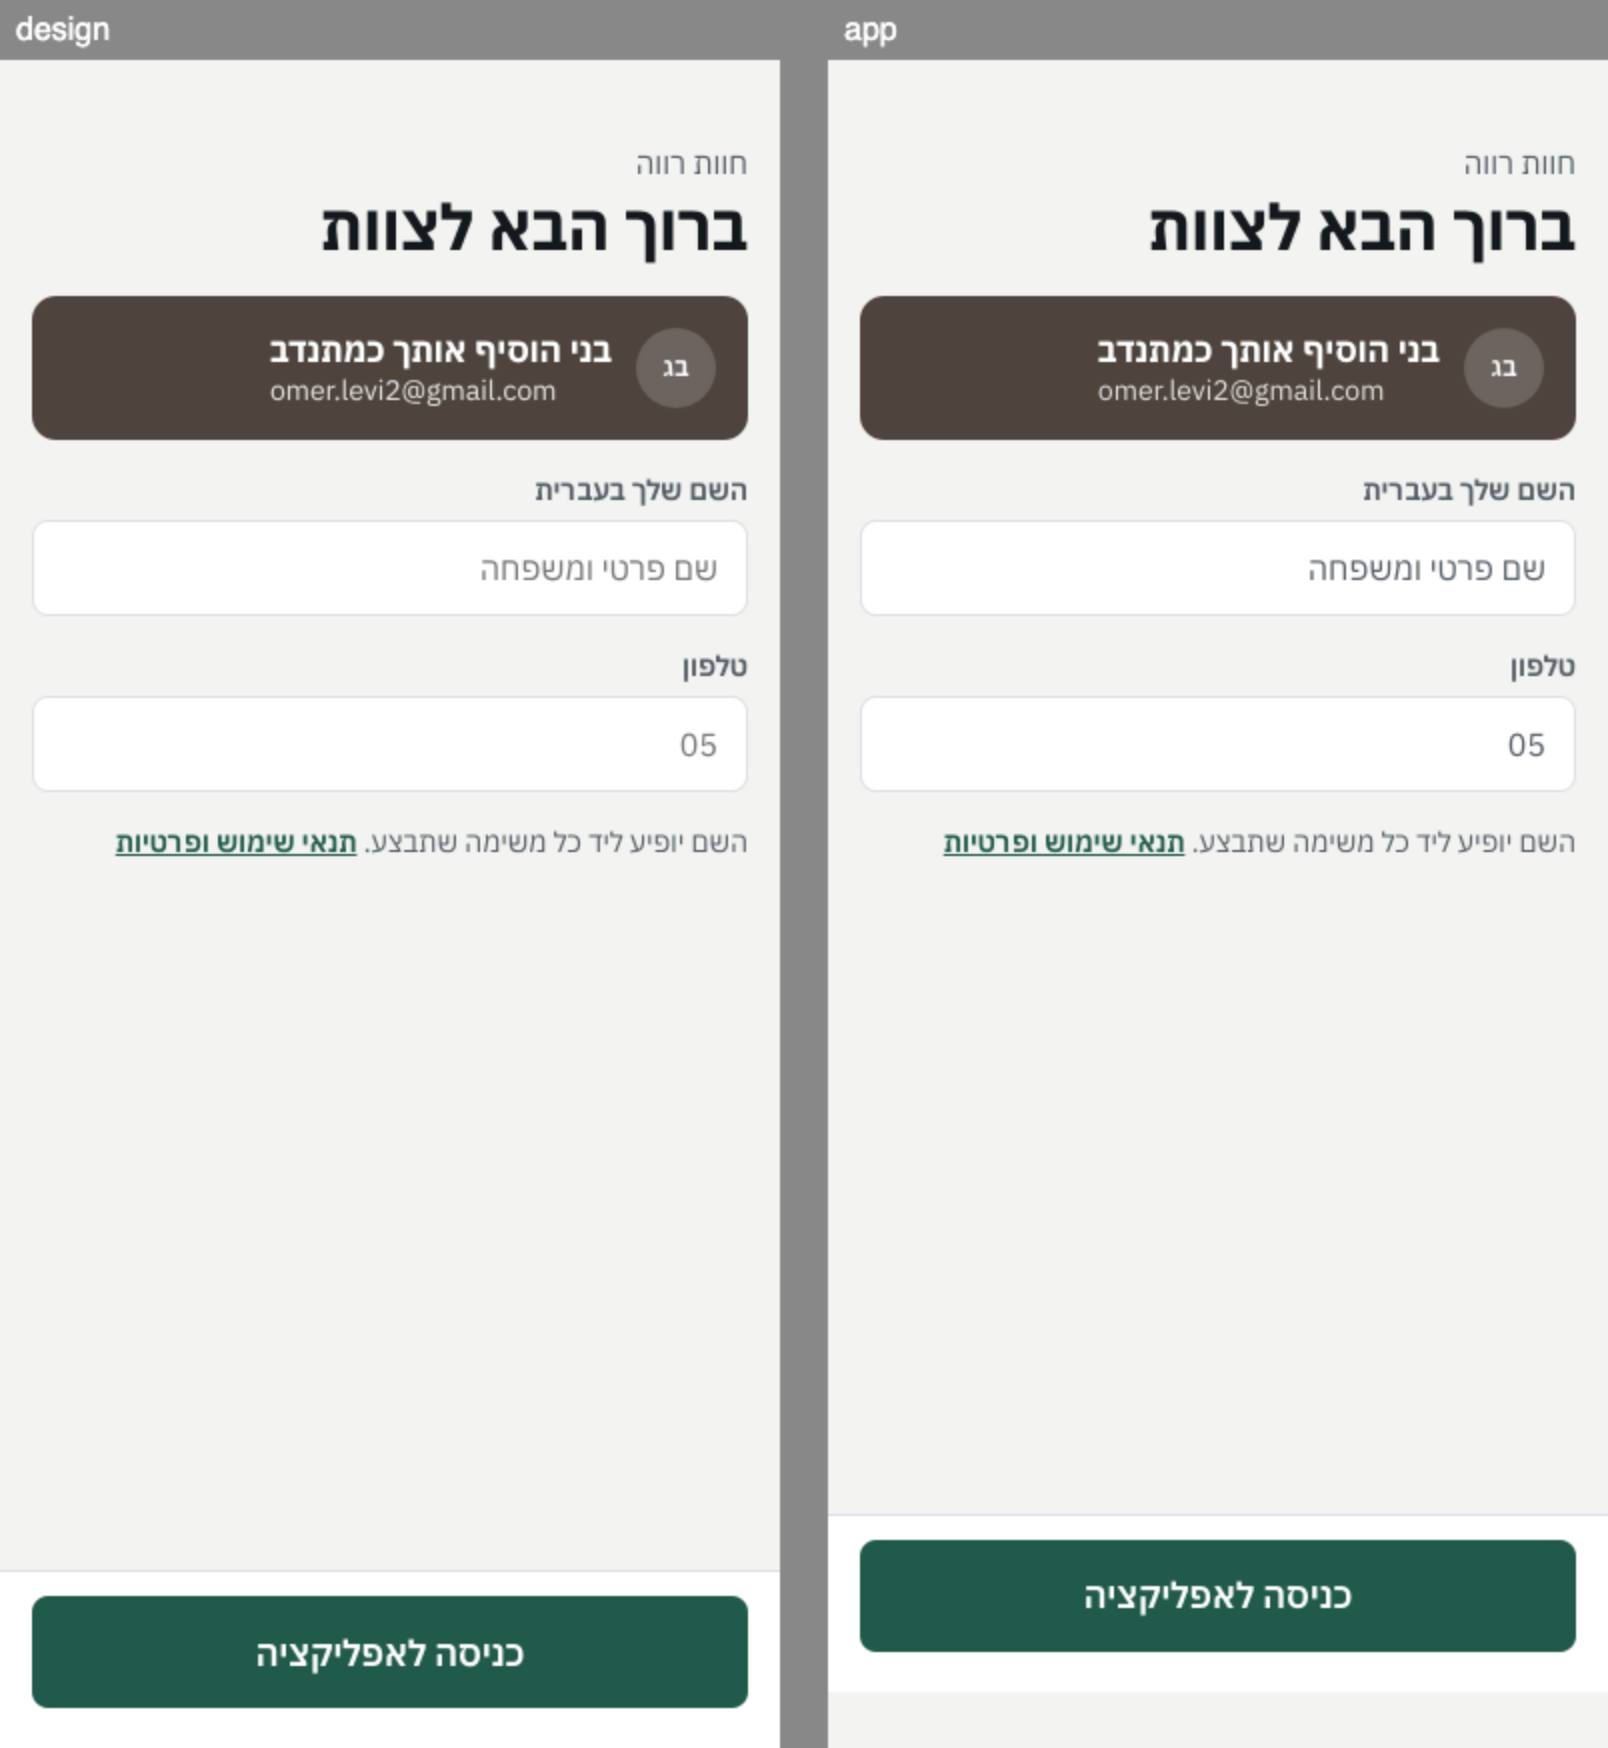 design
חוות רווה
ברוך הבא לצוות
בג
בני הוסיף אותך כמתנדב
omer.levi2@gmail.com
השם שלך בעברית
שם פרטי ומשפחה
טלפון
05
השם יופיע ליד כל משימה שתבצע. תנאי שימוש ופרטיות
כניסה לאפליקציה
app
חוות רווה
ברוך הבא לצוות
בג
בני הוסיף אותך כמתנדב
omer.levi2@gmail.com
השם שלך בעברית
שם פרטי ומשפחה
טלפון
05
השם יופיע ליד כל משימה שתבצע. תנאי שימוש ופרטיות
כניסה לאפליקציה